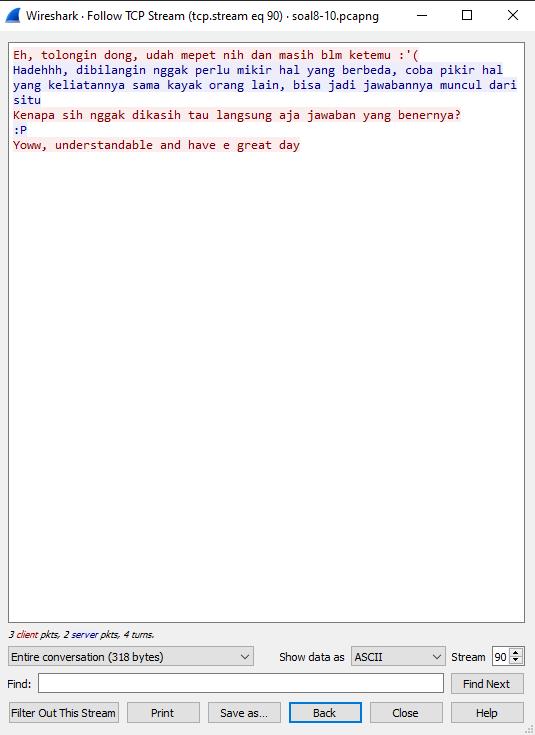 Wireshark · Follow TCP Stream (tcp.stream eq 90) · soal8-10.pcapng
Eh, tolongin dong, udah mepet nih dan masih blm ketemu :'(
Hadehhh, dibilangin nggak perlu mikir hal yang berbeda, coba pikir hal
yang keliatannya sama kayak orang lain, bisa jadi jawabannya muncul dari
situ
Kenapa sih nggak dikasih tau langsung aja jawaban yang benernya?
:P
Yoww, understandable and have e great day
3 client pkts, 2 server pkts, 4 turns.
Entire conversation (318 bytes) Show data as ASCII Stream 90
Find: Find Next
Filter Out This Stream Print Save as... Back Close Help